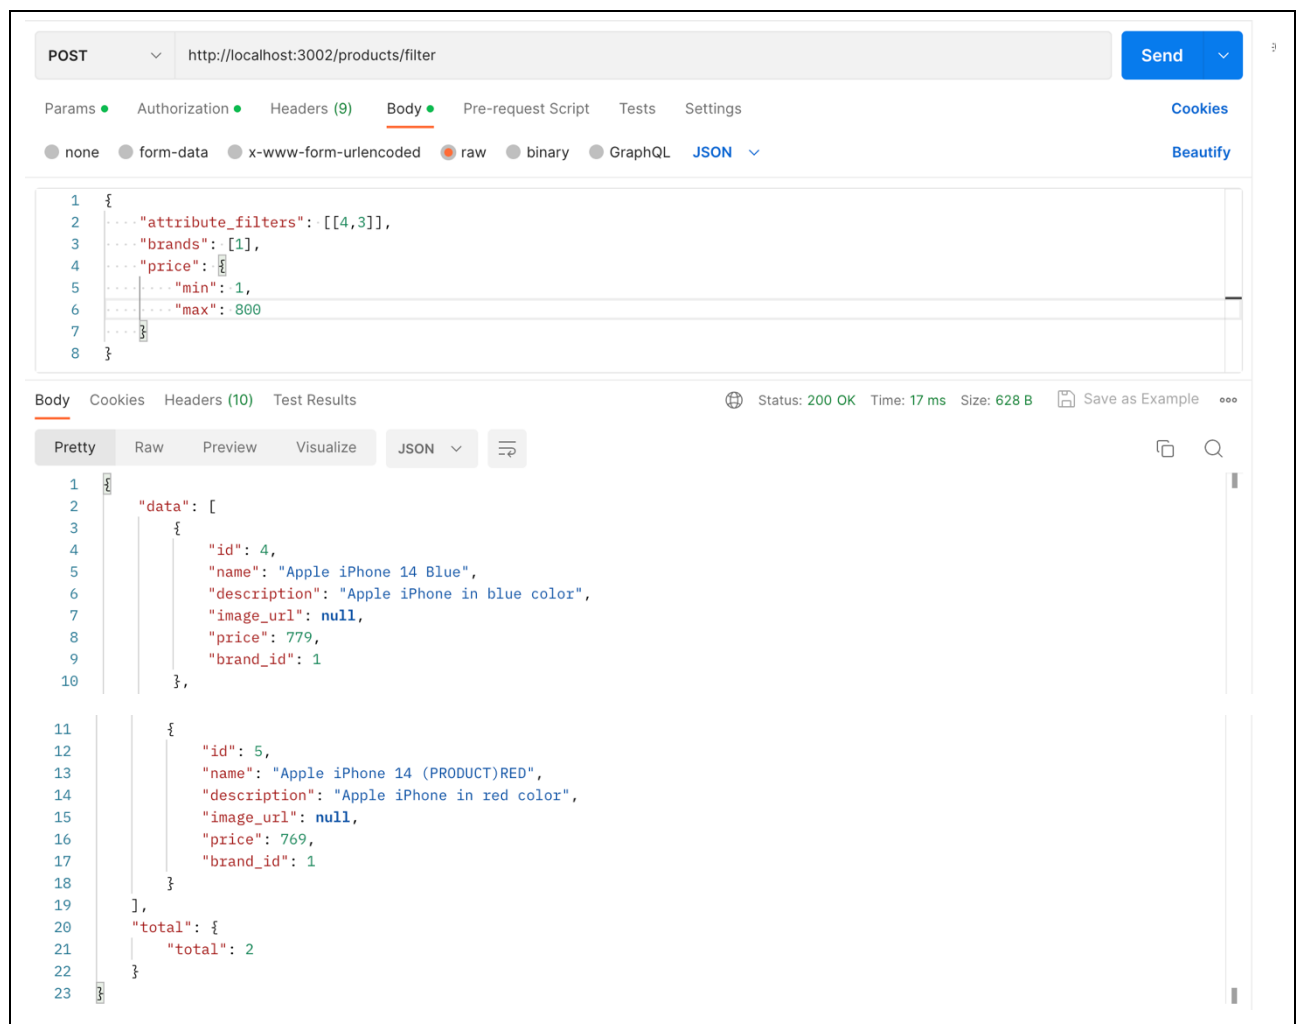 POST http://localhost:3002/products/filter Send
Params Authorization Headers (9) Body Pre-request Script Tests Settings Cookies
none form-data x-www-form-urlencoded raw binary GraphQL JSON Beautify
1 {
2 "attribute_filters": [[4,3]],
3 "brands": [1],
4 "price": {
5 "min": 1,
6 "max": 800
7 }
8 }
Body Cookies Headers (10) Test Results Status: 200 OK Time: 17 ms Size: 628 B Save as Example
Pretty Raw Preview Visualize JSON
1 {
2 "data": [
3 {
4 "id": 4,
5 "name": "Apple iPhone 14 Blue",
6 "description": "Apple iPhone in blue color",
7 "image_url": null,
8 "price": 779,
9 "brand_id": 1
10 },
11 {
12 "id": 5,
13 "name": "Apple iPhone 14 (PRODUCT)RED",
14 "description": "Apple iPhone in red color",
15 "image_url": null,
16 "price": 769,
17 "brand_id": 1
18 }
19 ],
20 "total": {
21 "total": 2
22 }
23 }